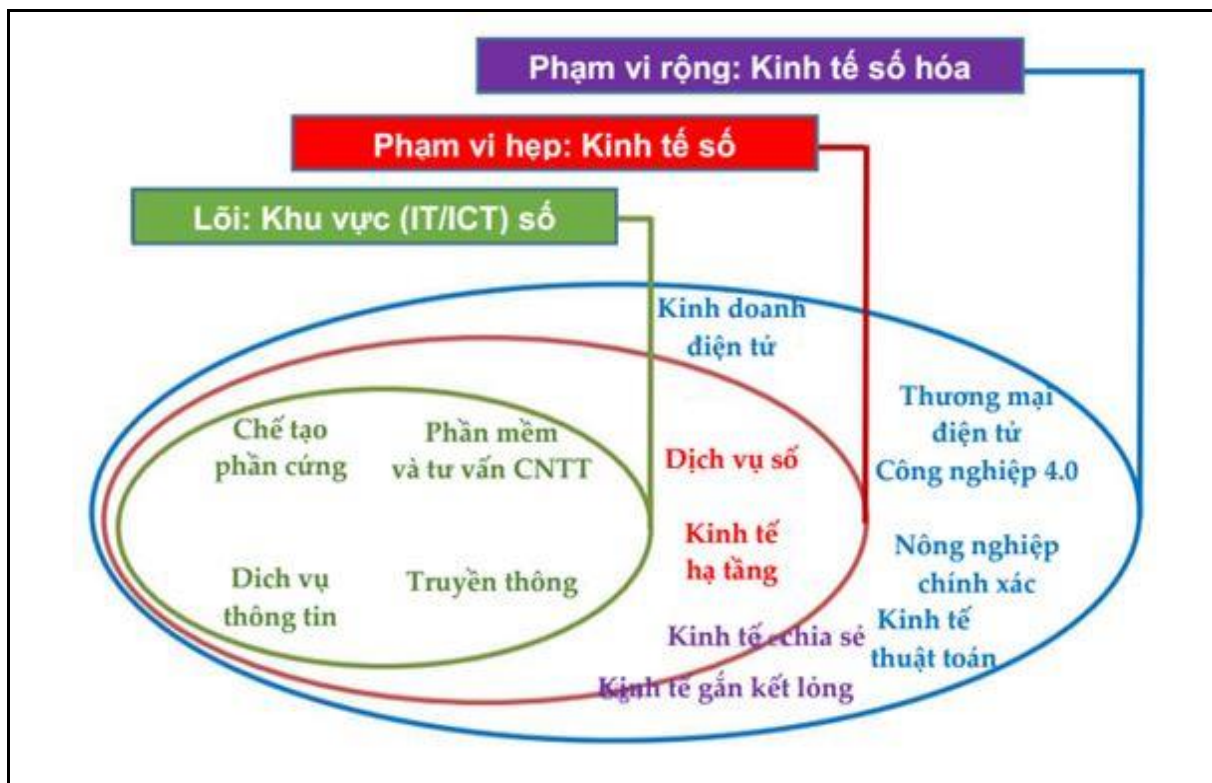 Phạm vi rộng: Kinh tế số hóa
Phạm vi hẹp: Kinh tế số
Lõi: Khu vực (IT/ICT) số
Kinh doanh
điện tử
Chế tạo
phần cứng
Phần mềm
và tư vấn CNTT
Dịch vụ số
Thương mại
điện tử
Công nghiệp 4.0
Kinh tế
hạ tầng
Dich vụ
thông tin
Truyền thông
Nông nghiệp
chính xác
Kinh tế chia sẻ
Kinh tế
thuật toán
Kinh tế gắn kết lỏng